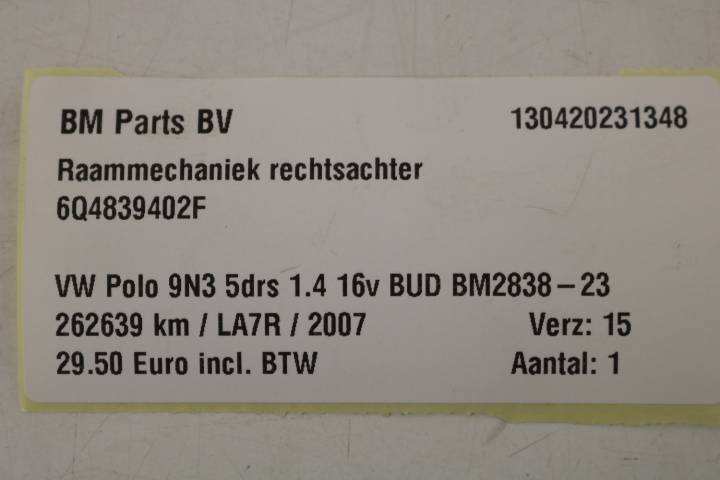 BM Parts BV 130420231348
Raammechaniek rechtsachter
6Q4839402F
VW Polo 9N3 5drs 1.4 16v BUD BM2838-23
262639 km / LA7R / 2007 Verz: 15
29.50 Euro incl. BTW Aantal: 1